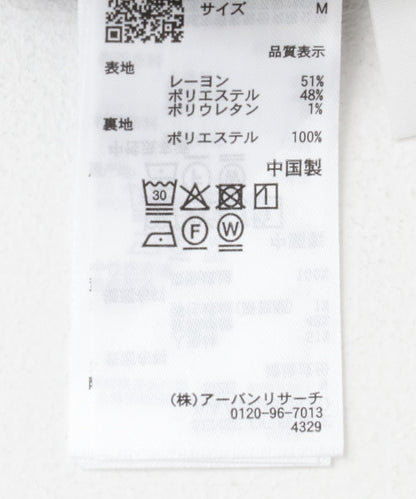 サイズ M
品質表示
表地
レーヨン 51%
ポリエステル 48%
ポリウレタン 1%
裏地
ポリエステル 100%
中国製
30
F W
(株)アーバンリサーチ
0120-96-7013
4329